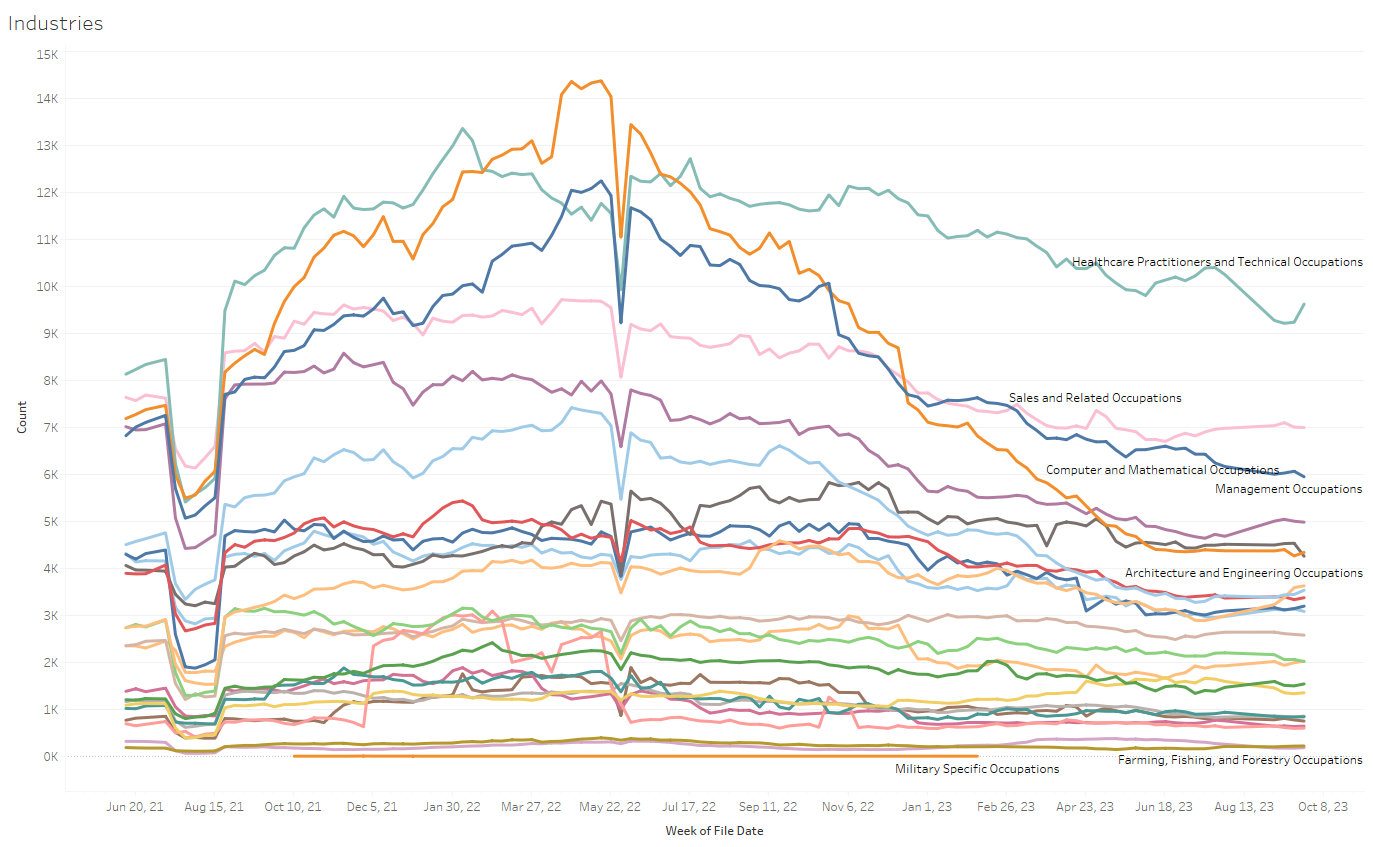 Industries
15K
14K
13K
12K
11K
10K
9K
8K
7K
6K
5K
4K
3K
2K
1K
0K
Count
Healthcare Practitioners and Technical Occupations
Sales and Related Occupations
Computer and Mathematical Occupations
Management Occupations
Architecture and Engineering Occupations
Farming, Fishing, and Forestry Occupations
Military Specific Occupations
Jun 20, 21 Aug 15, 21 Oct 10, 21 Dec 5, 21 Jan 30, 22 Mar 27, 22 May 22, 22 Jul 17, 22 Sep 11, 22 Nov 6, 22 Jan 1, 23 Feb 26, 23 Apr 23, 23 Jun 18, 23 Aug 13, 23 Oct 8, 23
Week of File Date